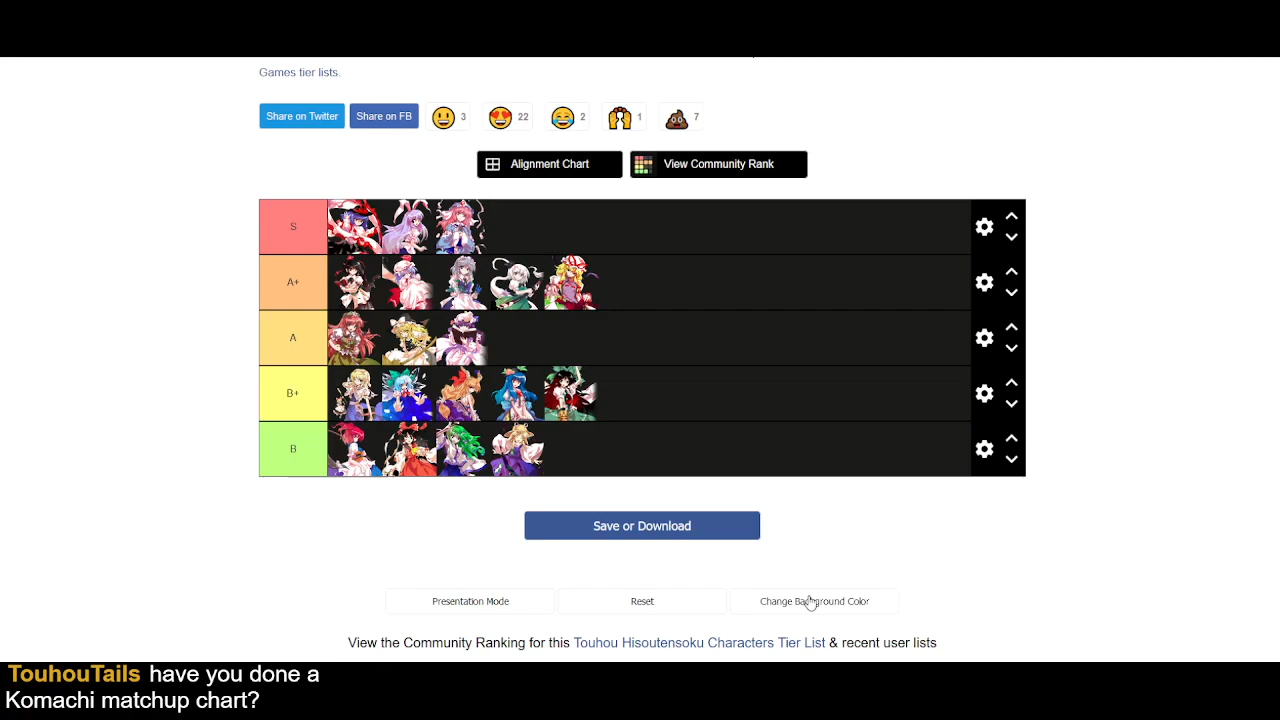 Games tier lists.
Share on Twitter Share on FB 3 22 2 1 7
Alignment Chart View Community Rank
S
A+
A
B+
B
Save or Download
Presentation Mode Reset Change Background Color
View the Community Ranking for this Touhou Hisoutensoku Characters Tier List & recent user lists
TouhouTails have you done a
Komachi matchup chart?